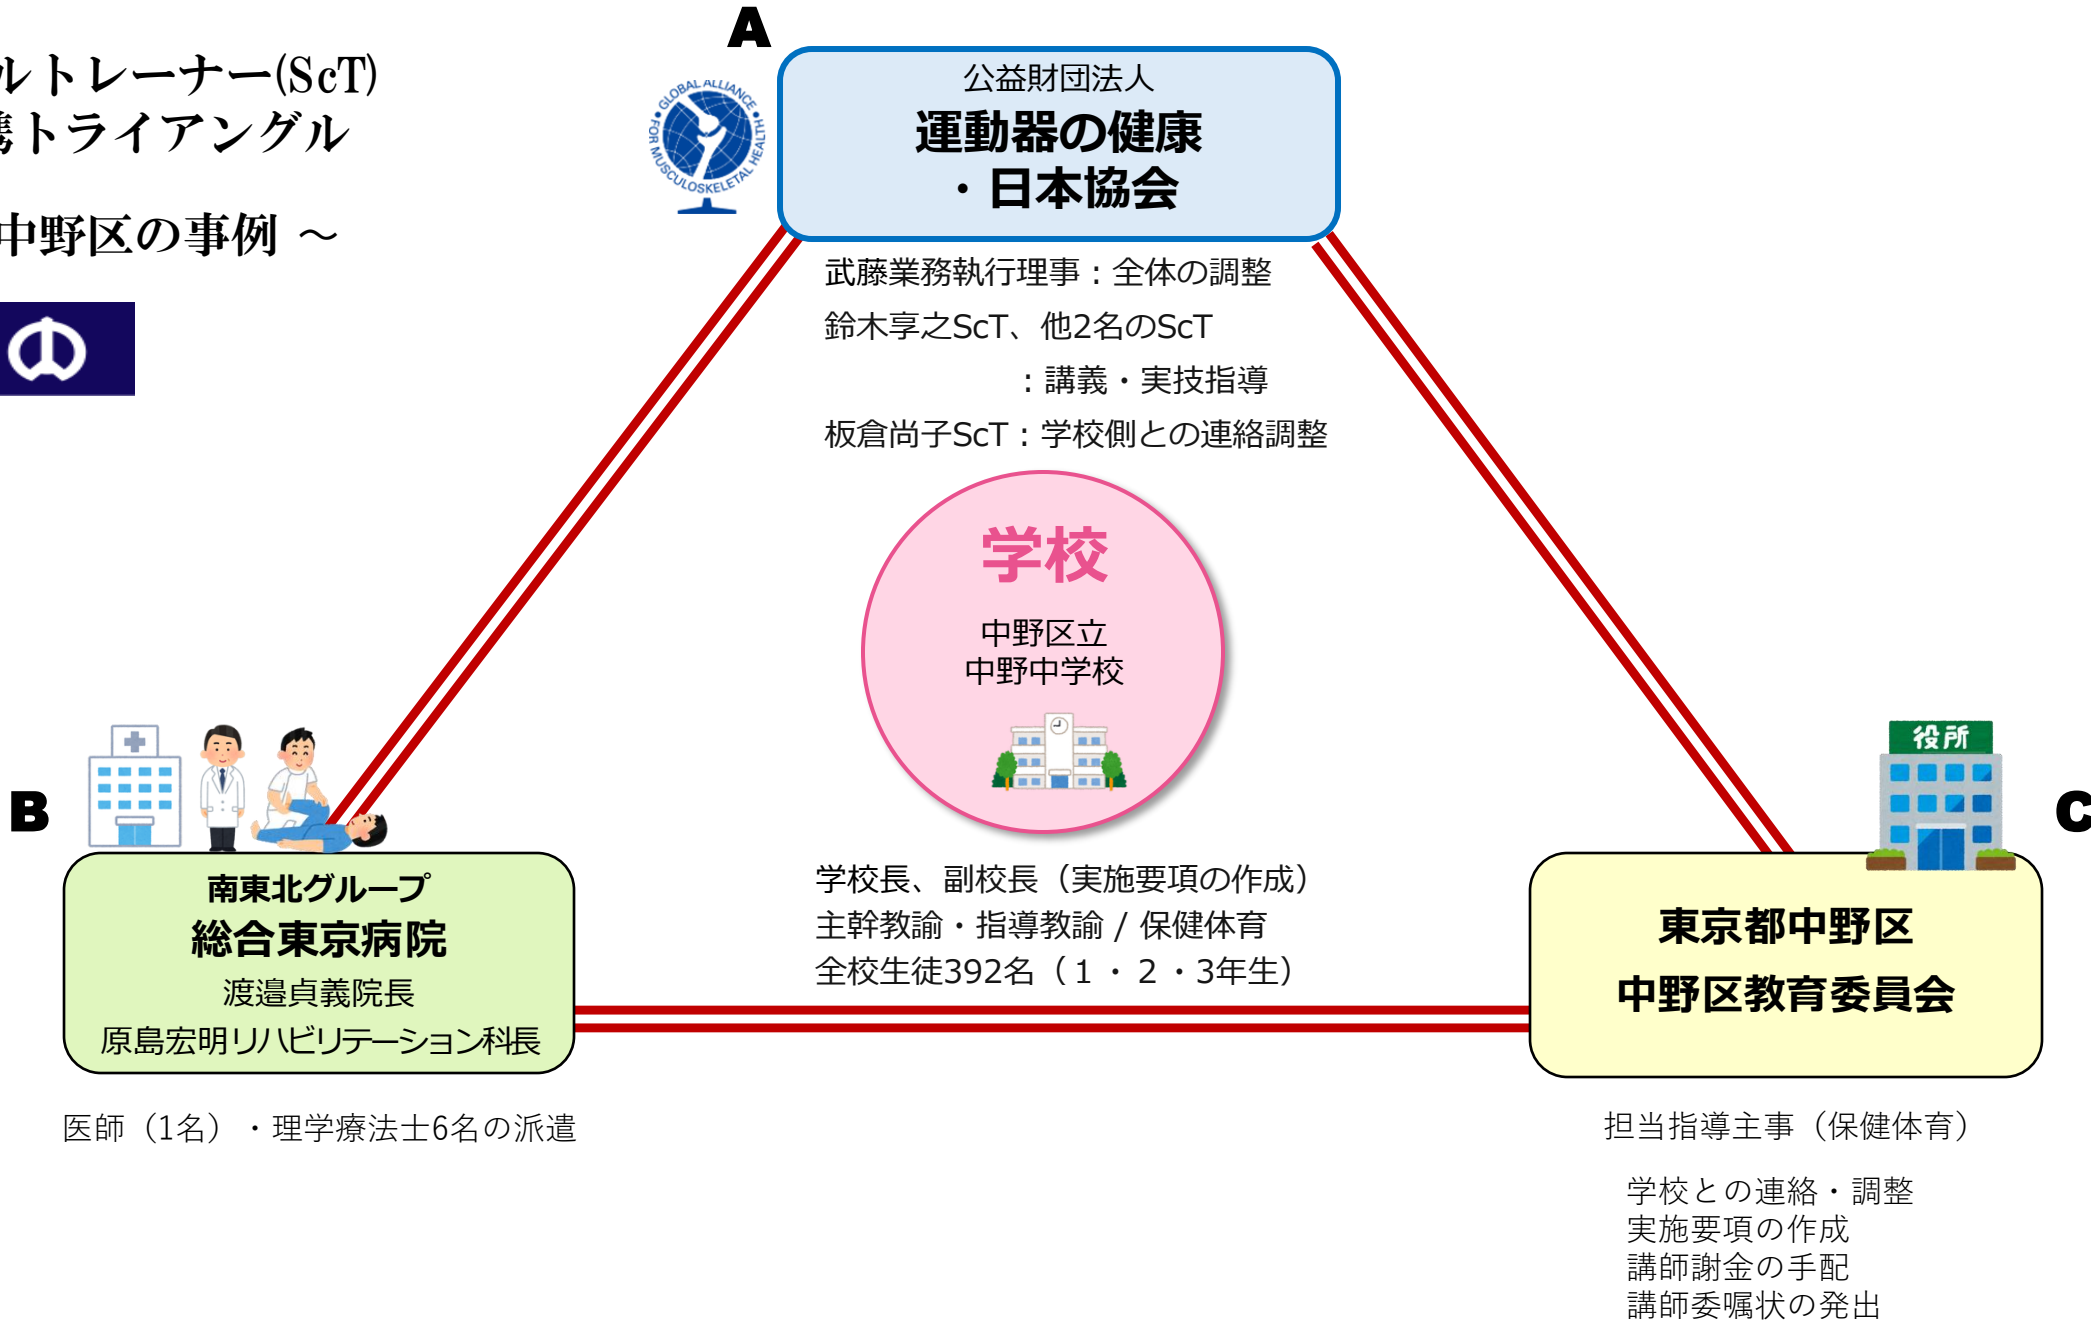 ルトレーナー(ScT)
携トライアングル
中野区の事例 ～
A
GLOBAL ALLIANCE
FOR MUSCULOSKELETAL HEALTH
公益財団法人
運動器の健康
・日本協会
武藤業務執行理事：全体の調整
鈴木享之ScT、他2名のScT
：講義・実技指導
板倉尚子ScT：学校側との連絡調整
学校
中野区立
中野中学校
学校長、副校長（実施要項の作成）
主幹教諭・指導教諭 / 保健体育
全校生徒392名（１・２・3年生）
B
南東北グループ
総合東京病院
渡邉貞義院長
原島宏明リハビリテーション科長
医師（1名）・理学療法士6名の派遣
役所
C
東京都中野区
中野区教育委員会
担当指導主事（保健体育）
学校との連絡・調整
実施要項の作成
講師謝金の手配
講師委嘱状の発出